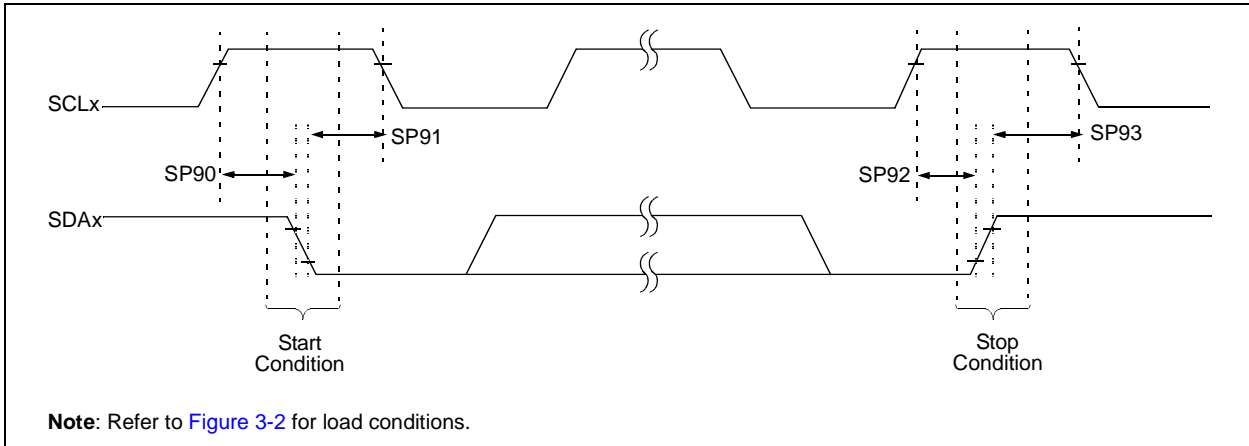 SCLx
SP91
SP93
SP90
SP92
SDAx
Start
Condition
Stop
Condition
Note: Refer to Figure 3-2 for load conditions.